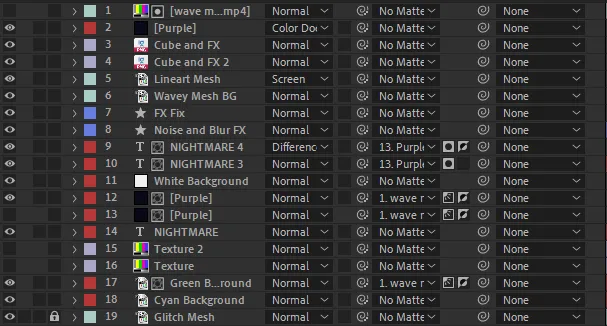 1 [wave m...mp4] Normal No Matte None
2 [Purple] Color Do No Matte None
3 Cube and FX Normal No Matte None
4 Cube and FX 2 Normal No Matte None
5 Lineart Mesh Screen No Matte None
6 Wavey Mesh BG Normal No Matte None
7 FX Fix Normal No Matte None
8 Noise and Blur FX Normal No Matte None
9 T NIGHTMARE 4 Differenc 13. Purpl None
10 T NIGHTMARE 3 Normal 13. Purpl None
11 White Background Normal No Matte None
12 [Purple] Normal 1. wave r None
13 [Purple] Normal 1. wave r None
14 T NIGHTMARE Normal No Matte None
15 Texture 2 Normal No Matte None
16 Texture Normal No Matte None
17 Green B...round Normal 1. wave r None
18 Cyan Background Normal No Matte None
19 Glitch Mesh Normal No Matte None